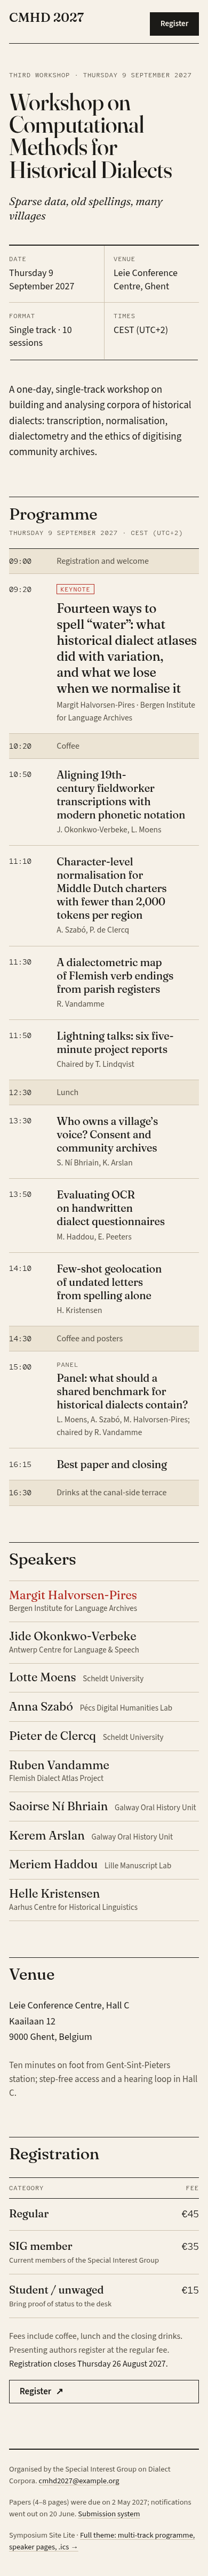 CMHD 2027
Register
THIRD WORKSHOP · THURSDAY 9 SEPTEMBER 2027
Workshop on
Computational
Methods for
Historical Dialects
Sparse data, old spellings, many
villages
DATE
Thursday 9
September 2027
VENUE
Leie Conference
Centre, Ghent
FORMAT
Single track · 10
sessions
TIMES
CEST (UTC+2)
A one-day, single-track workshop on
building and analysing corpora of historical
dialects: transcription, normalisation,
dialectometry and the ethics of digitising
community archives.
Programme
THURSDAY 9 SEPTEMBER 2027 · CEST (UTC+2)
09:00 Registration and welcome
09:20 KEYNOTE
Fourteen ways to
spell “water”: what
historical dialect atlases
did with variation,
and what we lose
when we normalise it
Margit Halvorsen-Pires · Bergen Institute
for Language Archives
10:20 Coffee
10:50 Aligning 19th-
century fieldworker
transcriptions with
modern phonetic notation
J. Okonkwo-Verbeke, L. Moens
11:10 Character-level
normalisation for
Middle Dutch charters
with fewer than 2,000
tokens per region
A. Szabó, P. de Clercq
11:30 A dialectometric map
of Flemish verb endings
from parish registers
R. Vandamme
11:50 Lightning talks: six five-
minute project reports
Chaired by T. Lindqvist
12:30 Lunch
13:30 Who owns a village’s
voice? Consent and
community archives
S. Ní Bhriain, K. Arslan
13:50 Evaluating OCR
on handwritten
dialect questionnaires
M. Haddou, E. Peeters
14:10 Few-shot geolocation
of undated letters
from spelling alone
H. Kristensen
14:30 Coffee and posters
15:00 PANEL
Panel: what should a
shared benchmark for
historical dialects contain?
L. Moens, A. Szabó, M. Halvorsen-Pires;
chaired by R. Vandamme
16:15 Best paper and closing
16:30 Drinks at the canal-side terrace
Speakers
Margit Halvorsen-Pires
Bergen Institute for Language Archives
Jide Okonkwo-Verbeke
Antwerp Centre for Language & Speech
Lotte Moens Scheldt University
Anna Szabó Pécs Digital Humanities Lab
Pieter de Clercq Scheldt University
Ruben Vandamme
Flemish Dialect Atlas Project
Saoirse Ní Bhriain Galway Oral History Unit
Kerem Arslan Galway Oral History Unit
Meriem Haddou Lille Manuscript Lab
Helle Kristensen
Aarhus Centre for Historical Linguistics
Venue
Leie Conference Centre, Hall C
Kaailaan 12
9000 Ghent, Belgium
Ten minutes on foot from Gent-Sint-Pieters
station; step-free access and a hearing loop in Hall
C.
Registration
CATEGORY FEE
Regular €45
SIG member €35
Current members of the Special Interest Group
Student / unwaged €15
Bring proof of status to the desk
Fees include coffee, lunch and the closing drinks.
Presenting authors register at the regular fee.
Registration closes Thursday 26 August 2027.
Register ↗
Organised by the Special Interest Group on Dialect
Corpora. cmhd2027@example.org
Papers (4–8 pages) were due on 2 May 2027; notifications
went out on 20 June. Submission system
Symposium Site Lite · Full theme: multi-track programme,
speaker pages, .ics →